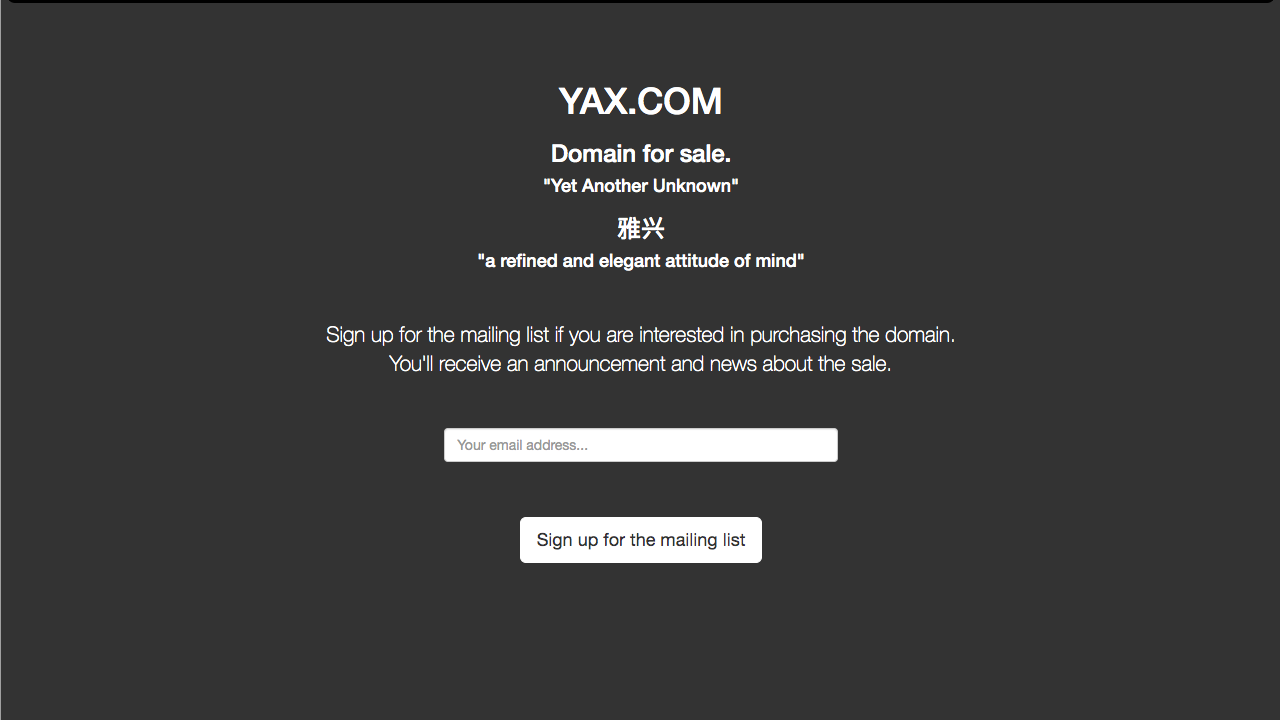 YAX.COM
Domain for sale.
"Yet Another Unknown"
雅兴
"a refined and elegant attitude of mind"
Sign up for the mailing list if you are interested in purchasing the domain.
You'll receive an announcement and news about the sale.
Your email address...
Sign up for the mailing list